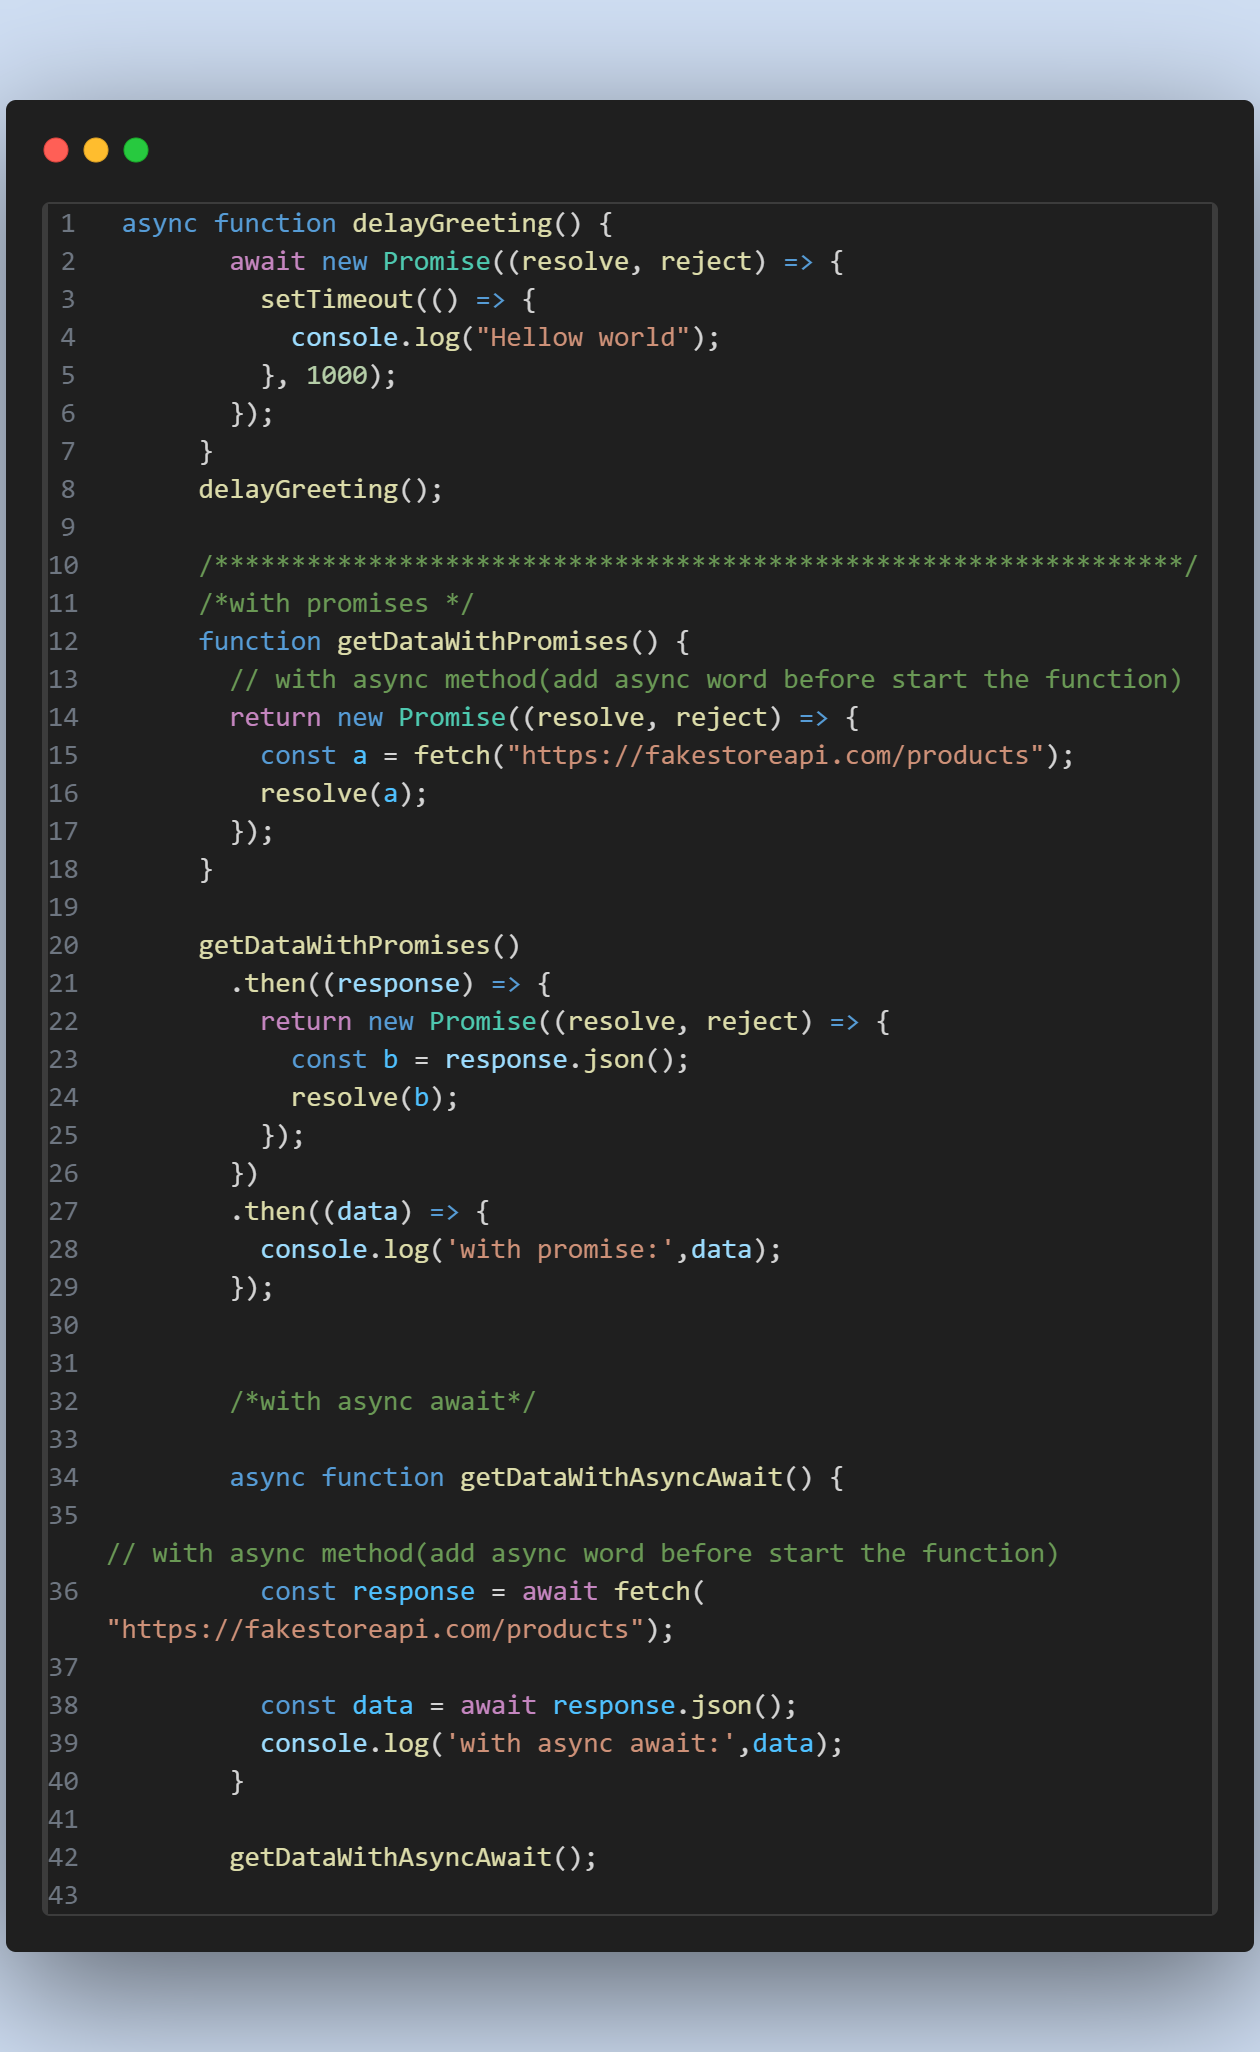 1 async function delayGreeting() {
2 await new Promise((resolve, reject) => {
3 setTimeout(() => {
4 console.log("Hellow world");
5 }, 1000);
6 });
7 }
8 delayGreeting();
9
10 /***************************************************************/
11 /*with promises */
12 function getDataWithPromises() {
13 // with async method(add async word before start the function)
14 return new Promise((resolve, reject) => {
15 const a = fetch("https://fakestoreapi.com/products");
16 resolve(a);
17 });
18 }
19
20 getDataWithPromises()
21 .then((response) => {
22 return new Promise((resolve, reject) => {
23 const b = response.json();
24 resolve(b);
25 });
26 })
27 .then((data) => {
28 console.log('with promise:',data);
29 });
30
31
32 /*with async await*/
33
34 async function getDataWithAsyncAwait() {
35
// with async method(add async word before start the function)
36 const response = await fetch(
"https://fakestoreapi.com/products");
37
38 const data = await response.json();
39 console.log('with async await:',data);
40 }
41
42 getDataWithAsyncAwait();
43